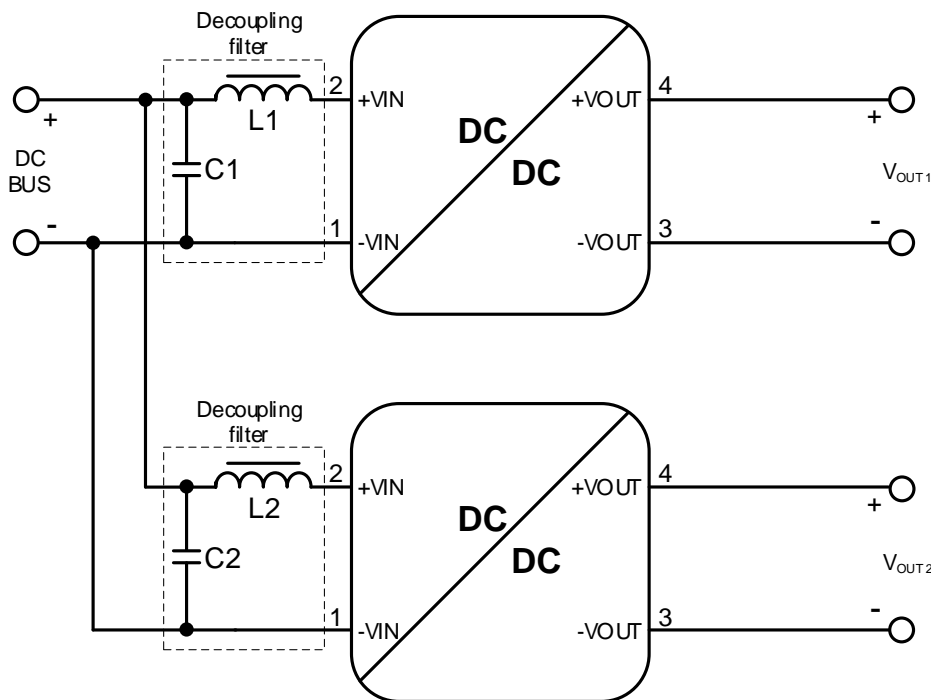 Decoupling
filter
+
DC
BUS
-
L1
C1
2
+VIN
1
-VIN
DC
DC
+VOUT
4
-VOUT
3
+
VOUT1
-
Decoupling
filter
L2
C2
2
+VIN
1
-VIN
DC
DC
+VOUT
4
-VOUT
3
+
VOUT2
-